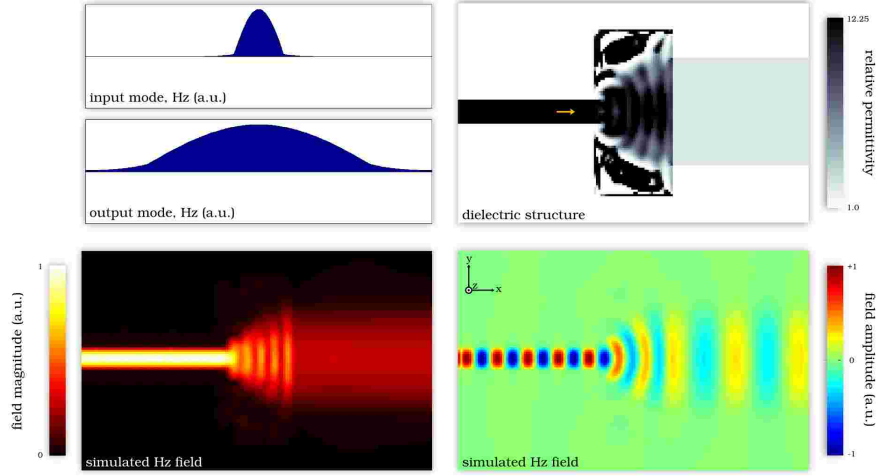 input mode, Hz (a.u.)
output mode, Hz (a.u.)
dielectric structure
12.25
relative permittivity
1.0
1
field magnitude (a.u.)
0
simulated Hz field
y
z
x
simulated Hz field
+1
0
field amplitude (a.u.)
-1